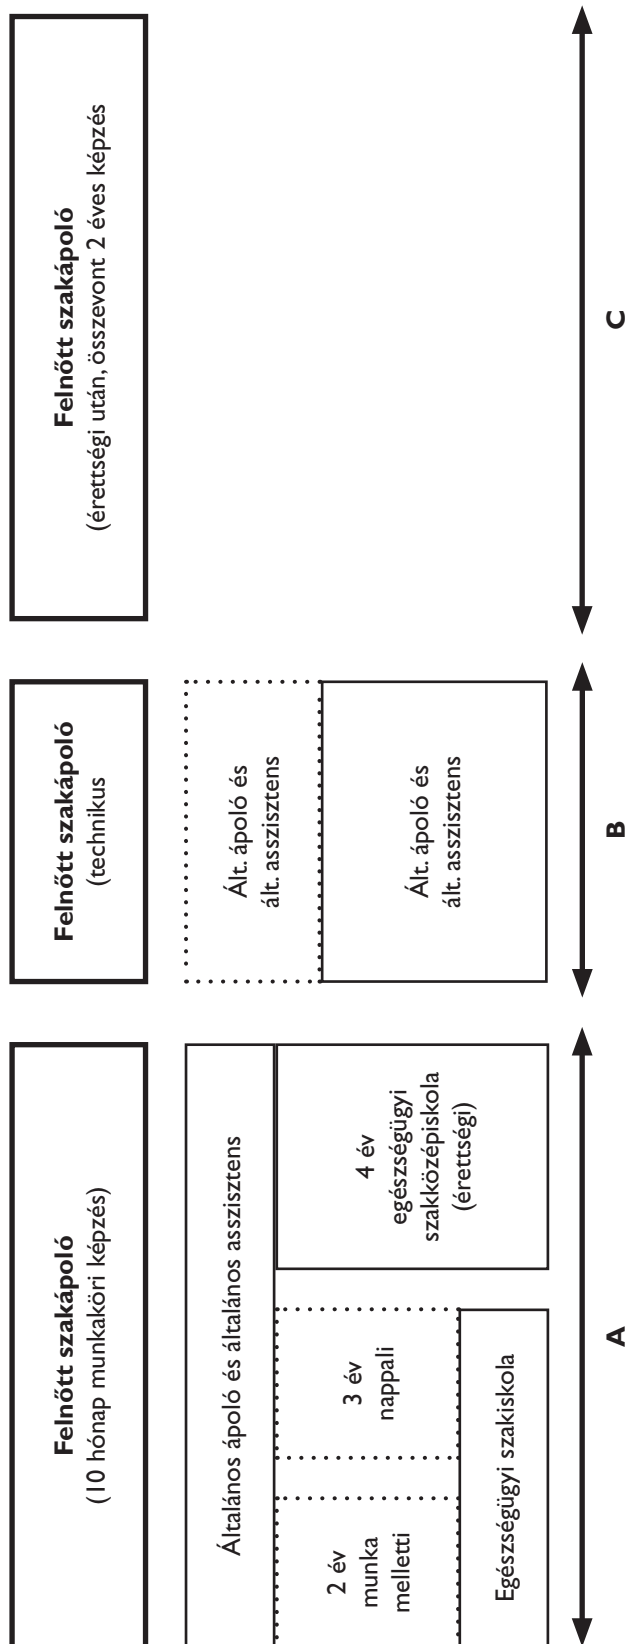 Felnőtt szakápoló
(10 hónap munkaköri képzés)
Általános ápoló és általános asszisztens
2 év
munka
melletti
3 év
nappali
4 év
egészségügyi
szakközépiskola
(érettségi)
Egészségügyi szakiskola
A
Felnőtt szakápoló
(technikus
Ált. ápoló és
ált. asszisztens
Ált. ápoló és
ált. asszisztens
B
Felnőtt szakápoló
(érettségi után, összevont 2 éves képzés
C